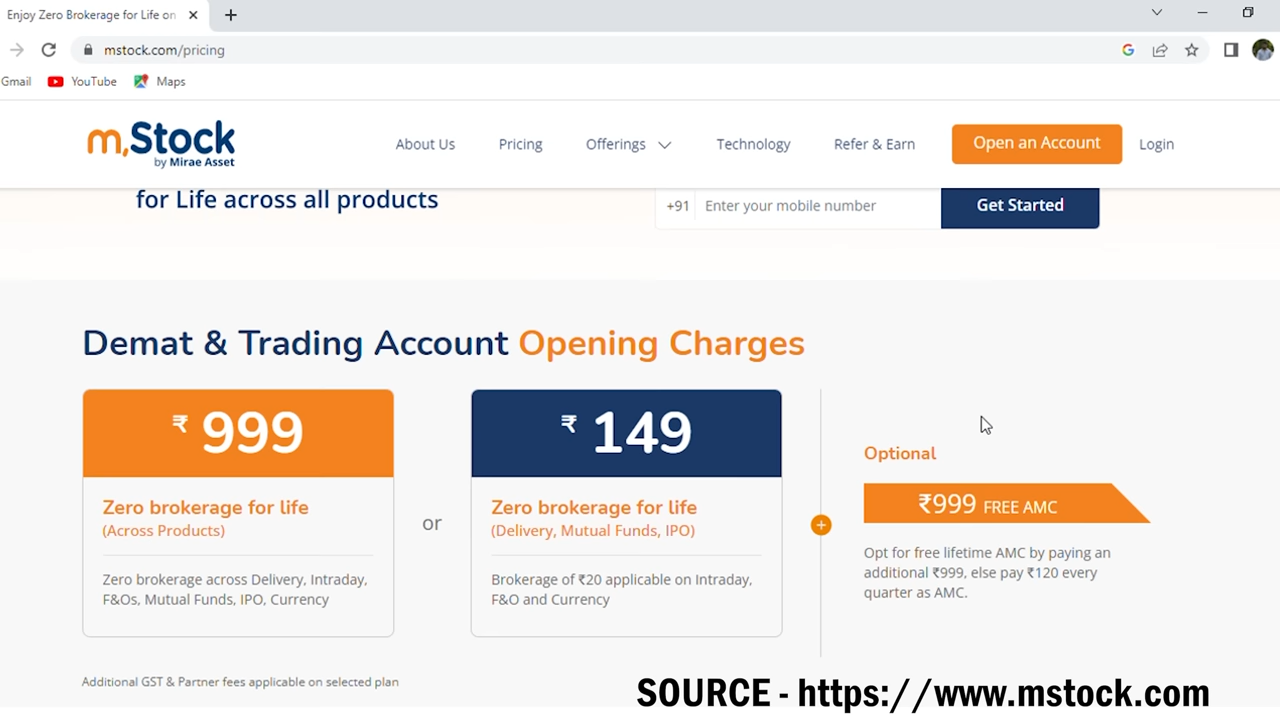 Enjoy Zero Brokerage for Life on
mstock.com/pricing
Gmail YouTube Maps
m.Stock
by Mirae Asset
About Us Pricing Offerings Technology Refer & Earn Open an Account Login
for Life across all products
+91 Enter your mobile number Get Started
Demat & Trading Account Opening Charges
₹ 999
Zero brokerage for life
(Across Products)
Zero brokerage across Delivery, Intraday,
F&Os, Mutual Funds, IPO, Currency
or
₹ 149
Zero brokerage for life
(Delivery, Mutual Funds, IPO)
Brokerage of ₹20 applicable on Intraday,
F&O and Currency
Optional
₹999 FREE AMC
Opt for free lifetime AMC by paying an
additional ₹999, else pay ₹120 every
quarter as AMC.
Additional GST & Partner fees applicable on selected plan
SOURCE - https://www.mstock.com